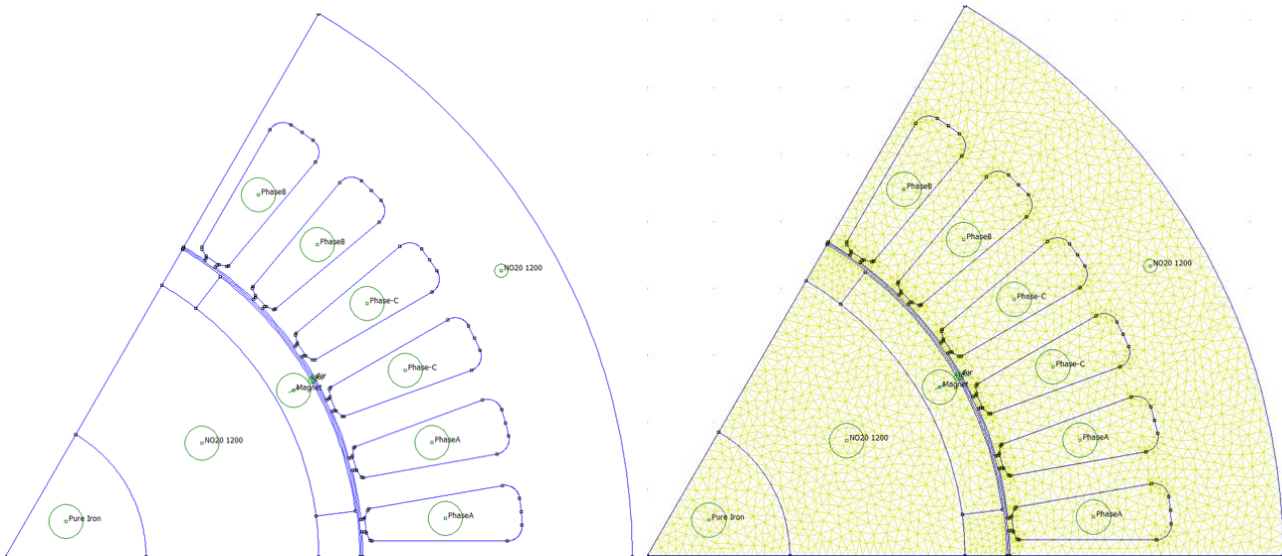 PhaseB
PhaseB
Phase-C
NO20 1200
Phase-C
Air
Magnet
PhaseA
NO20 1200
PhaseA
Pure Iron
PhaseB
PhaseB
Phase-C
NO20 1200
Phase-C
Air
Magnet
PhaseA
NO20 1200
PhaseA
Pure Iron